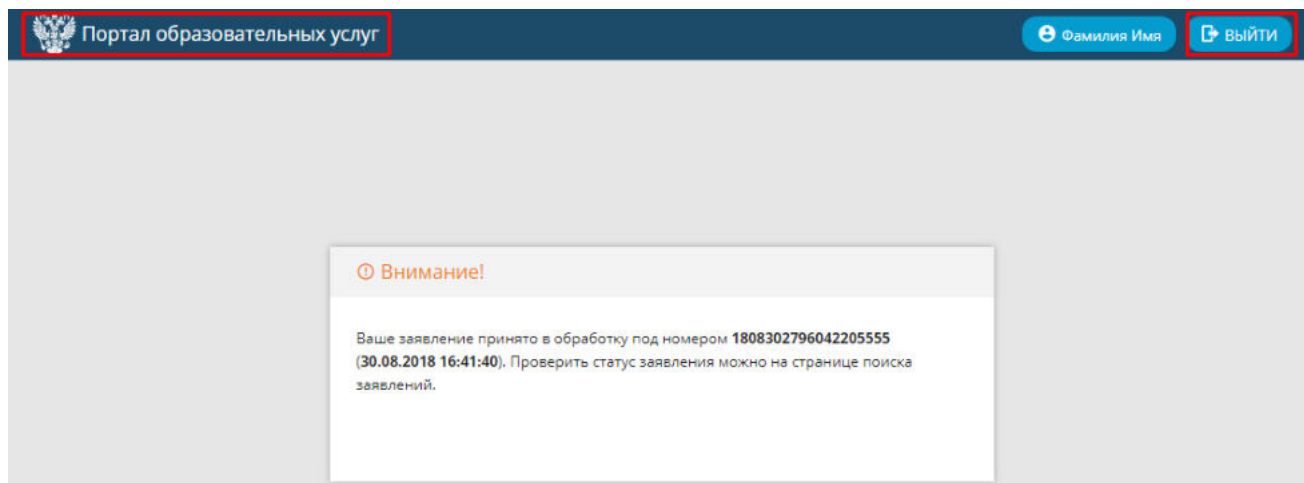 Портал образовательных услуг
Фамилия Имя
ВЫЙТИ
Внимание!
Ваше заявление принято в обработку под номером 1808302796042205555
(30.08.2018 16:41:40). Проверить статус заявления можно на странице поиска
заявлений.